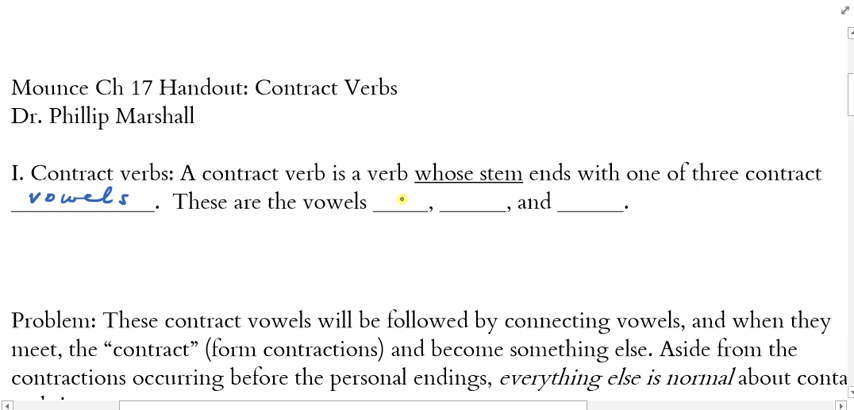 Mounce Ch 17 Handout: Contract Verbs
Dr. Phillip Marshall
I. Contract verbs: A contract verb is a verb whose stem ends with one of three contract
vowels. These are the vowels _____, ______, and ______.
Problem: These contract vowels will be followed by connecting vowels, and when they
meet, the “contract” (form contractions) and become something else. Aside from the
contractions occurring before the personal endings, everything else is normal about conta